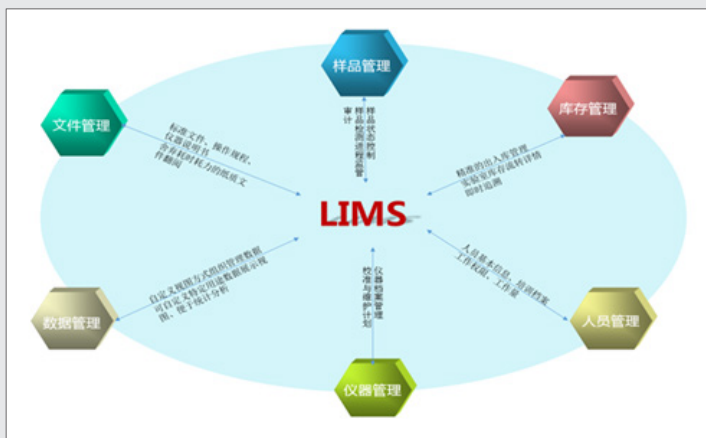 样品管理
文件管理
库存管理
标准文件、操作规程、
仪器说明书
舍弃耗时耗力的纸质文
件翻阅
样品状态控制
样品检测进程监管
审计
精准的出入库管理
实验室库存流转详情
即时追溯
LIMS
自定义视图方式组织管理数据
可自定义特定用途数据展示视
图、便于统计分析
仪器档案管理
校准与维护计划
人员基本信息，培训档案
工作权限、工作量
数据管理
仪器管理
人员管理